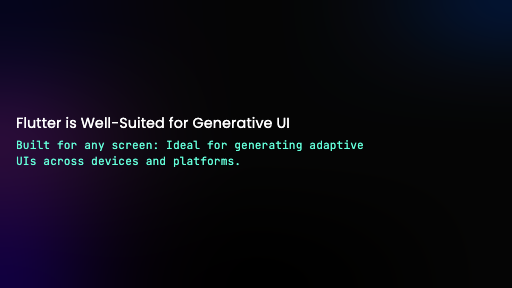 Flutter is Well-Suited for Generative UI
Built for any screen: Ideal for generating adaptive
UIs across devices and platforms.